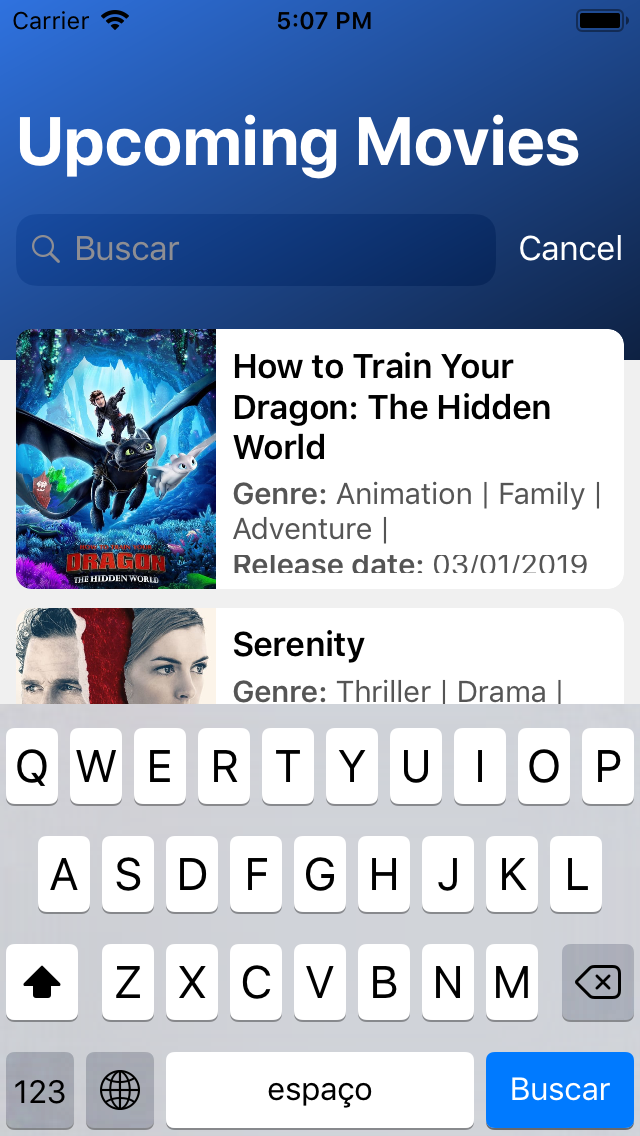 Carrier 5:07 PM
Upcoming Movies
Buscar Cancel
How to Train Your
Dragon: The Hidden
World
Genre: Animation | Family |
Adventure |
Release date: 03/01/2019
HOW TO TRAIN YOUR
DRAGON
THE HIDDEN WORLD
Serenity
Genre: Thriller | Drama |
Q W E R T Y U I O P
A S D F G H J K L
Z X C V B N M
123 espaço Buscar